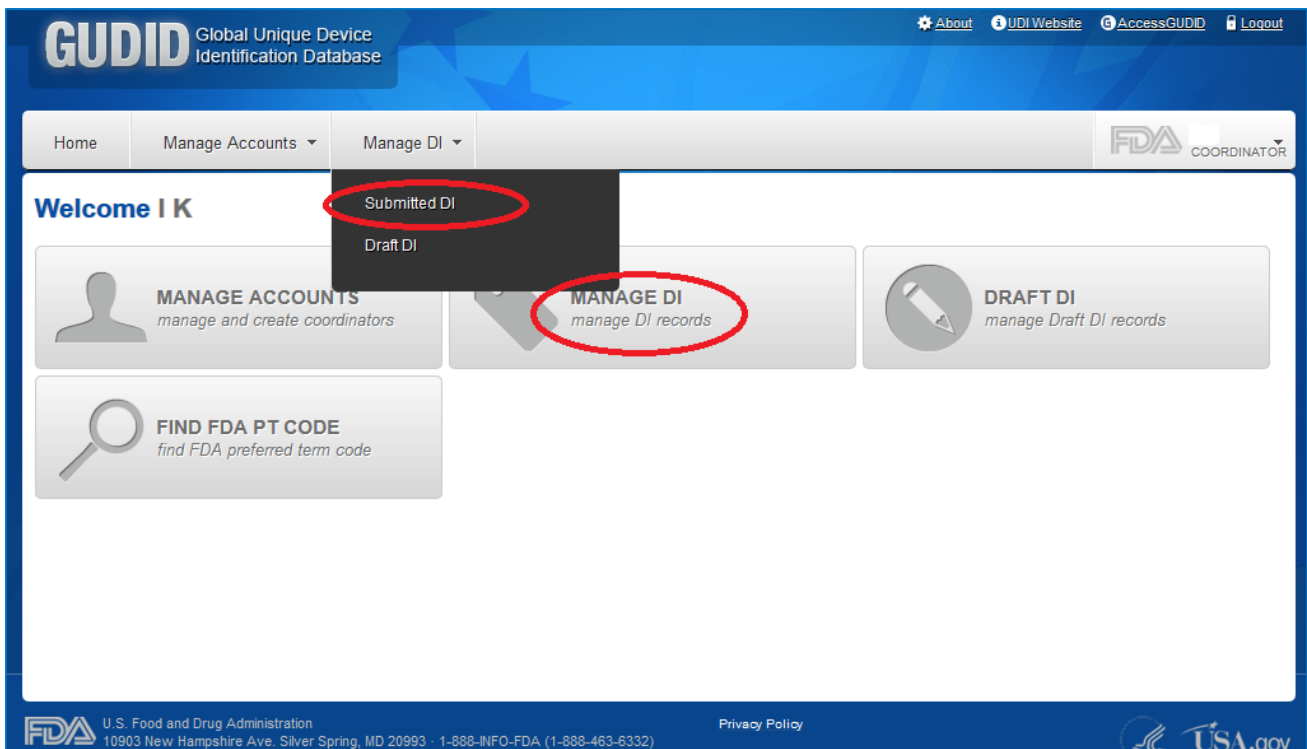 GUDID Global Unique Device
Identification Database
About UDI Website AccessGUDID Logout
Home Manage Accounts Manage DI
FDA COORDINATOR
Welcome I K
Submitted DI
Draft DI
MANAGE ACCOUNTS
manage and create coordinators
MANAGE DI
manage DI records
DRAFT DI
manage Draft DI records
FIND FDA PT CODE
find FDA preferred term code
FDA U.S. Food and Drug Administration
10903 New Hampshire Ave. Silver Spring, MD 20993 · 1-888-INFO-FDA (1-888-463-6332)
Privacy Policy
USA.gov